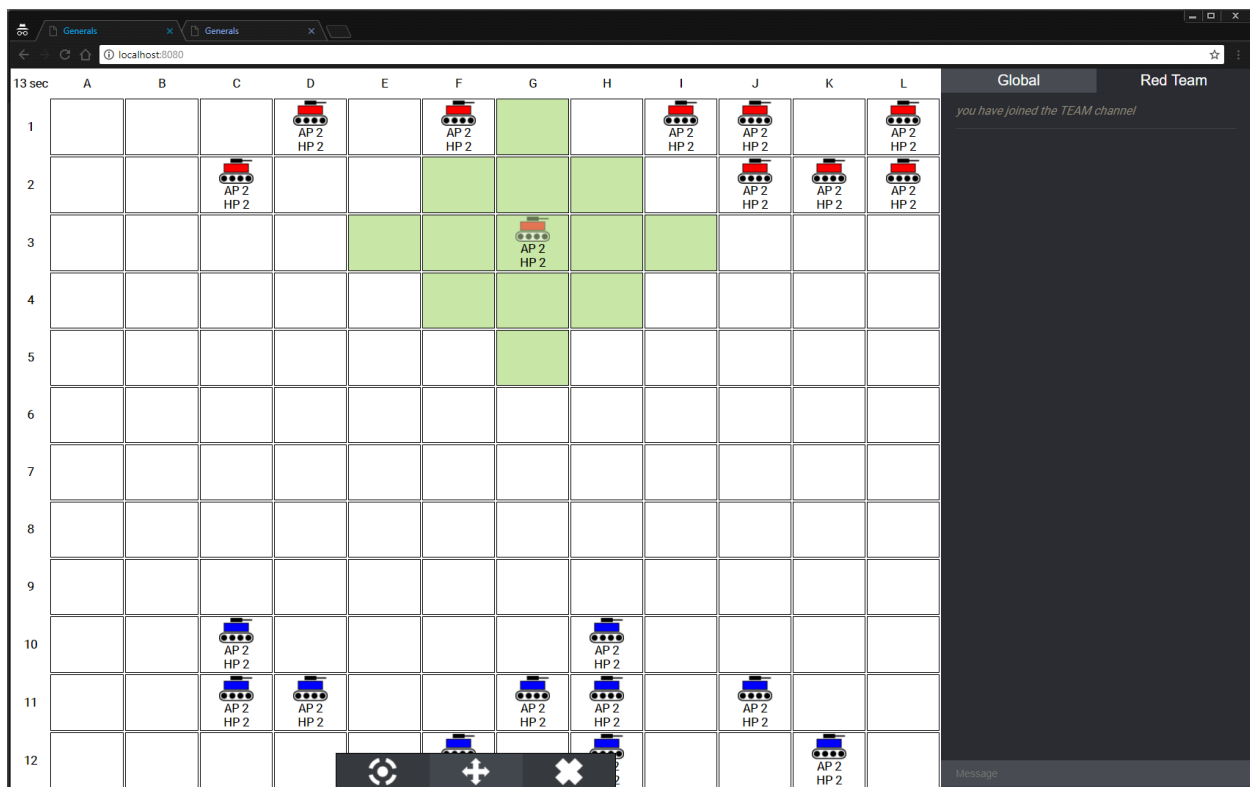 Generals
Generals
localhost:8080
13 sec A B C D E F G H I J K L
Global Red Team
you have joined the TEAM channel
1
AP 2 AP 2 AP 2 AP 2 AP 2
HP 2 HP 2 HP 2 HP 2 HP 2
2
AP 2 AP 2 AP 2 AP 2
HP 2 HP 2 HP 2 HP 2
3
AP 2
HP 2
4
5
6
7
8
9
10
AP 2 AP 2
HP 2 HP 2
11
AP 2 AP 2 AP 2 AP 2 AP 2
HP 2 HP 2 HP 2 HP 2 HP 2
12
AP 2
HP 2
Message